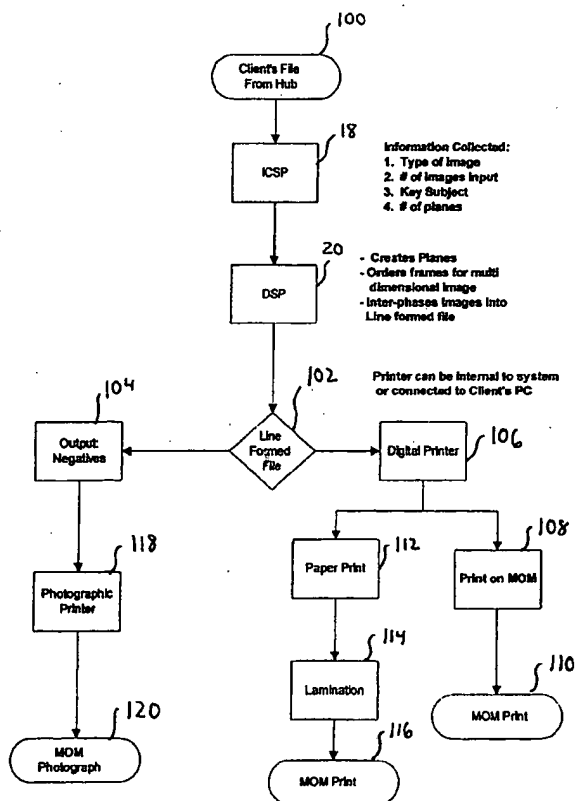 100
Client's File
From Hub
18
ICSP
Information Collected:
1. Type of Image
2. # of Images Input
3. Key Subject
4. # of planes
20
DSP
- Creates Planes
- Orders frames for multi
dimensional image
- Inter-phases images into
Line formed file
Printer can be internal to system
or connected to Client's PC
104
102
Output
Negatives
Line
Formed
File
Digital Printer
106
118
112
108
Photographic
Printer
Paper Print
Print on MOM
114
Lamination
110
MOM Print
120
MOM
Photograph
116
MOM Print